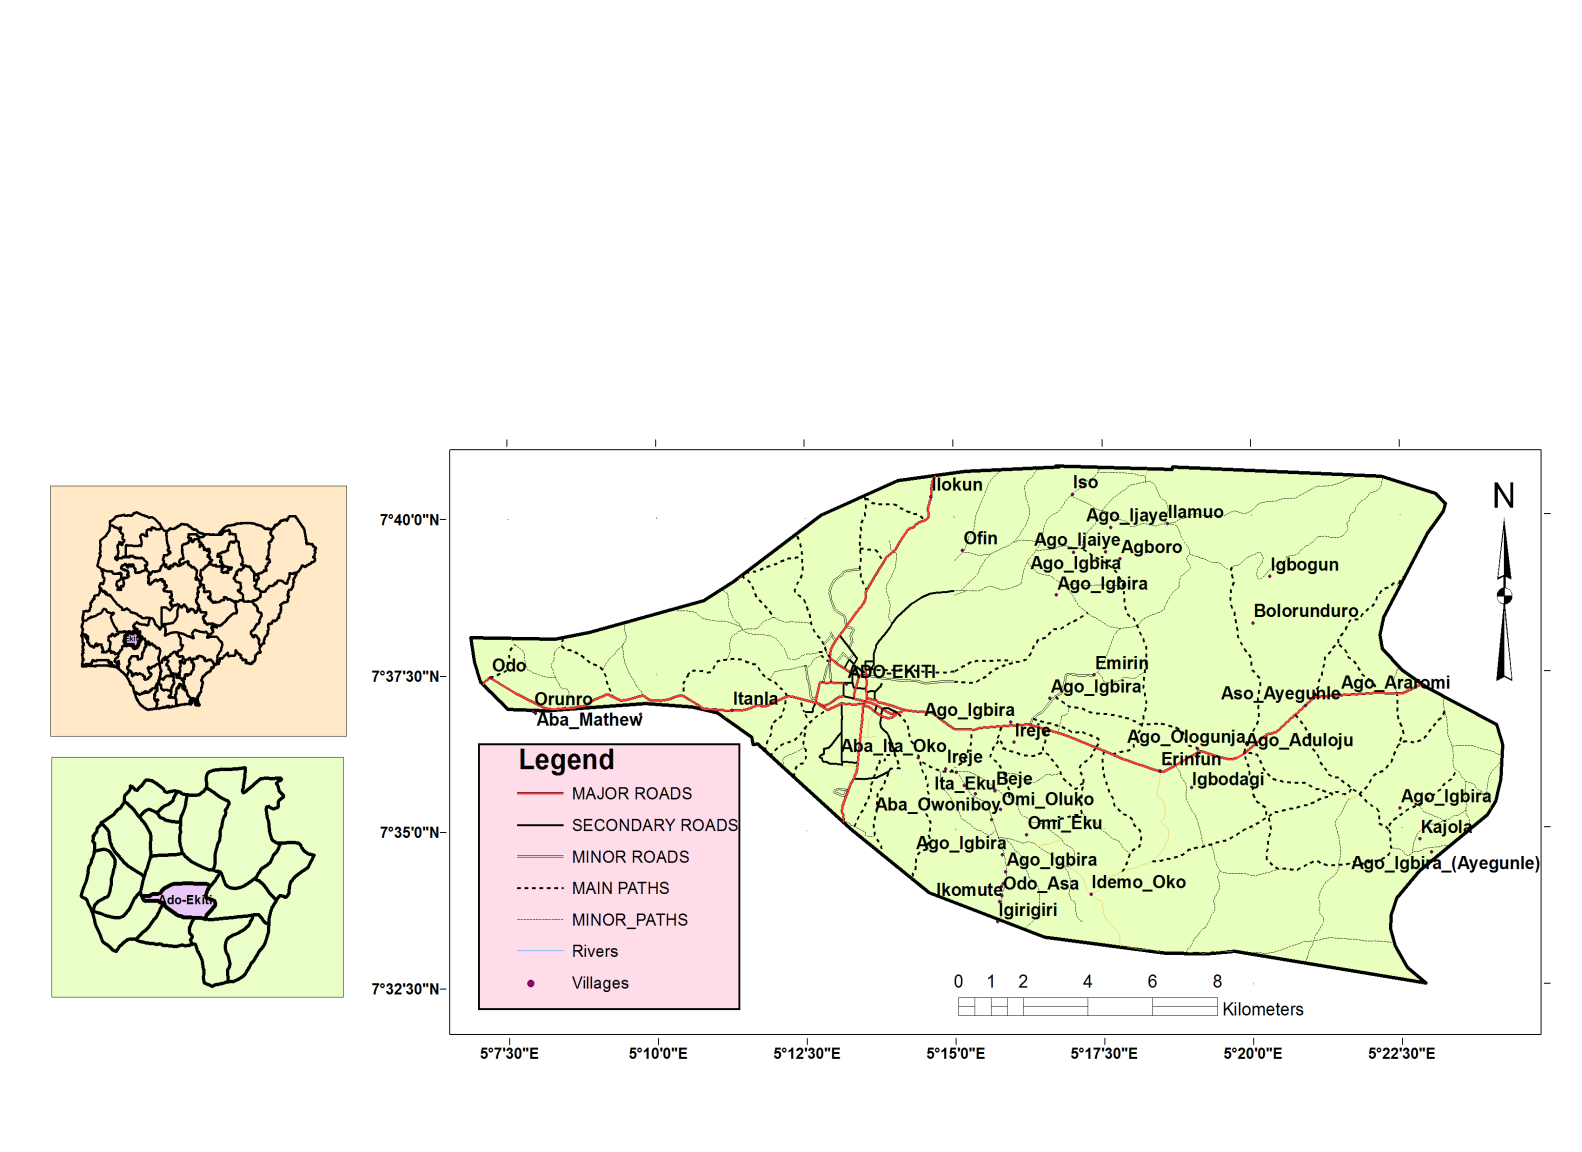 N
Ilokun
Iso
Ago_Ijaye
Ilamuo
7°40'0"N
Ofin
Ago_Ijaiye
Agboro
Ago_Igbira
Igbogun
Ago_Igbira
Bolorunduro
Odo
ADO-EKITI
Emirin
7°37'30"N
Ago_Igbira
Ago_Araromi
Orunro
Itanla
Aso_Ayegunle
Aba_Mathew
Ago_Igbira
Ireje
Ago_Ologunja
Ago_Aduloju
Aba_Ita_Oko
Ireje
Erinfun
Ita_Eku
Beje
Igbodagi
Aba_Owoniboy
Omi_Oluko
Ago_Igbira
Omi_Eku
Kajola
7°35'0"N
Ago_Igbira
Ago_Igbira
Ago_Igbira_(Ayegunle)
Ikomute
Odo_Asa
Idemo_Oko
Igirigiri
7°32'30"N
Legend
MAJOR ROADS
SECONDARY ROADS
MINOR ROADS
MAIN PATHS
MINOR_PATHS
Rivers
Villages
0 1 2 4 6 8
Kilometers
5°7'30"E 5°10'0"E 5°12'30"E 5°15'0"E 5°17'30"E 5°20'0"E 5°22'30"E
Ado-Ekiti